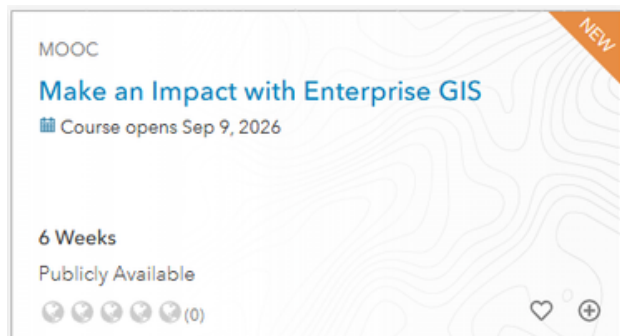 MOOC
NEW
Make an Impact with Enterprise GIS
Course opens Sep 9, 2026
6 Weeks
Publicly Available
(0)